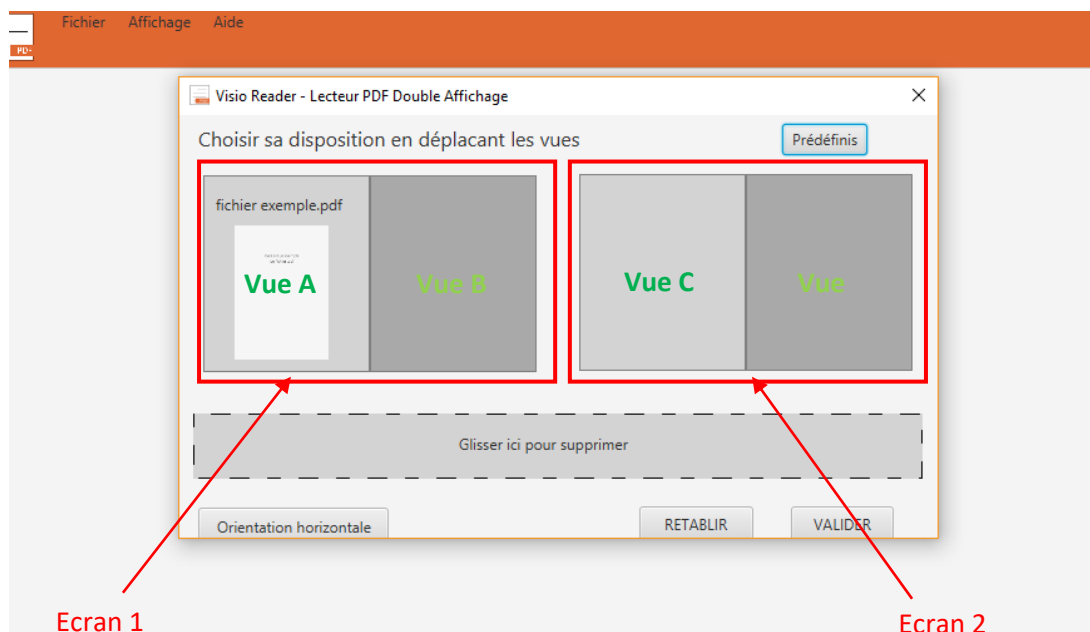 Fichier Affichage Aide
PD-
Visio Reader - Lecteur PDF Double Affichage
Choisir sa disposition en déplacant les vues
Prédéfinis
fichier exemple.pdf
Vue A
Vue B
Vue C
Vue
Glisser ici pour supprimer
Orientation horizontale
RETABLIR
VALIDER
Ecran 1
Ecran 2